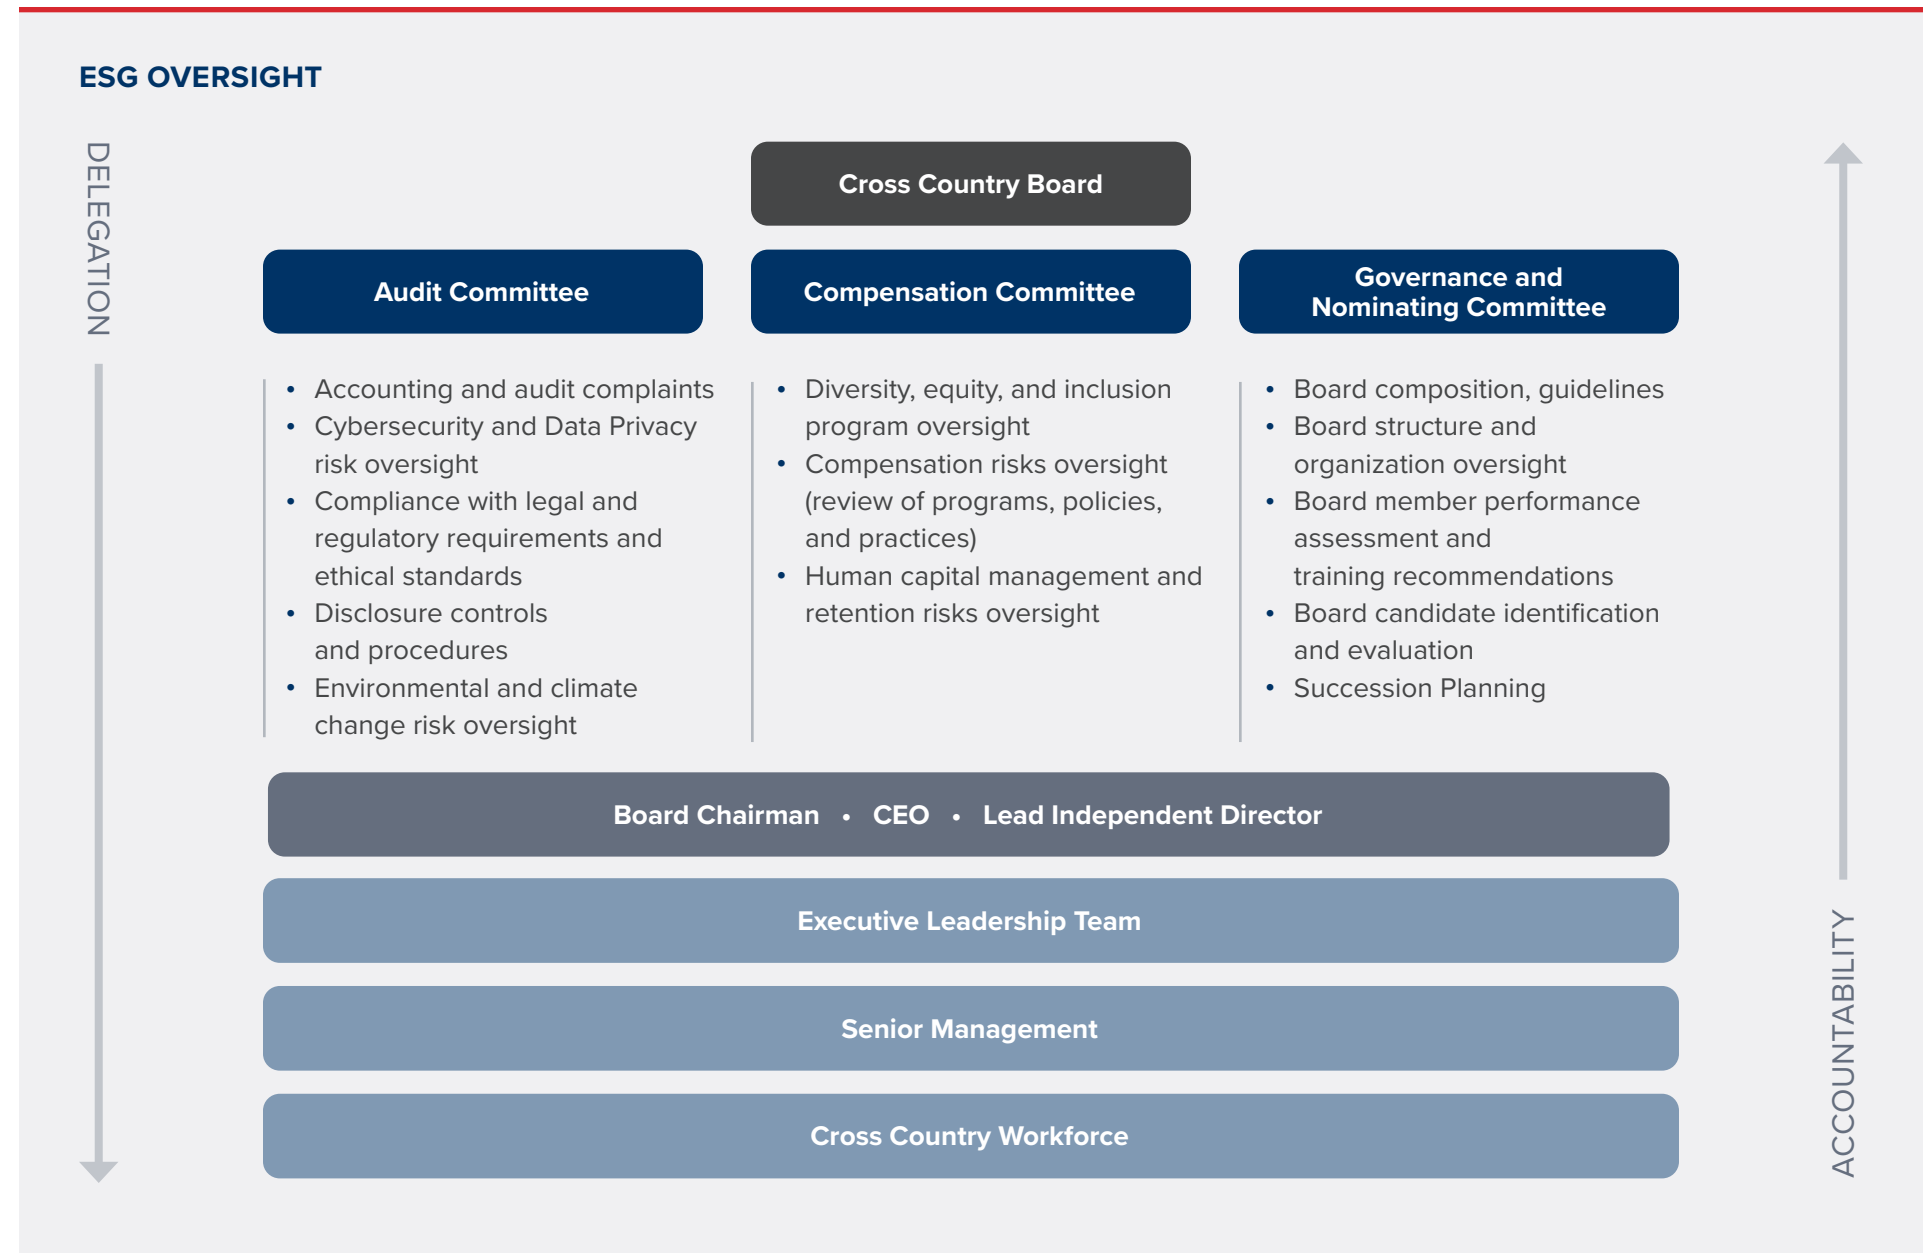 ESG OVERSIGHT
DELEGATION
Cross Country Board
Audit Committee
Compensation Committee
Governance and
Nominating Committee
• Accounting and audit complaints
• Cybersecurity and Data Privacy
risk oversight
• Compliance with legal and
regulatory requirements and
ethical standards
• Disclosure controls
and procedures
• Environmental and climate
change risk oversight
• Diversity, equity, and inclusion
program oversight
• Compensation risks oversight
(review of programs, policies,
and practices)
• Human capital management and
retention risks oversight
• Board composition, guidelines
• Board structure and
organization oversight
• Board member performance
assessment and
training recommendations
• Board candidate identification
and evaluation
• Succession Planning
Board Chairman • CEO • Lead Independent Director
Executive Leadership Team
Senior Management
Cross Country Workforce
ACCOUNTABILITY